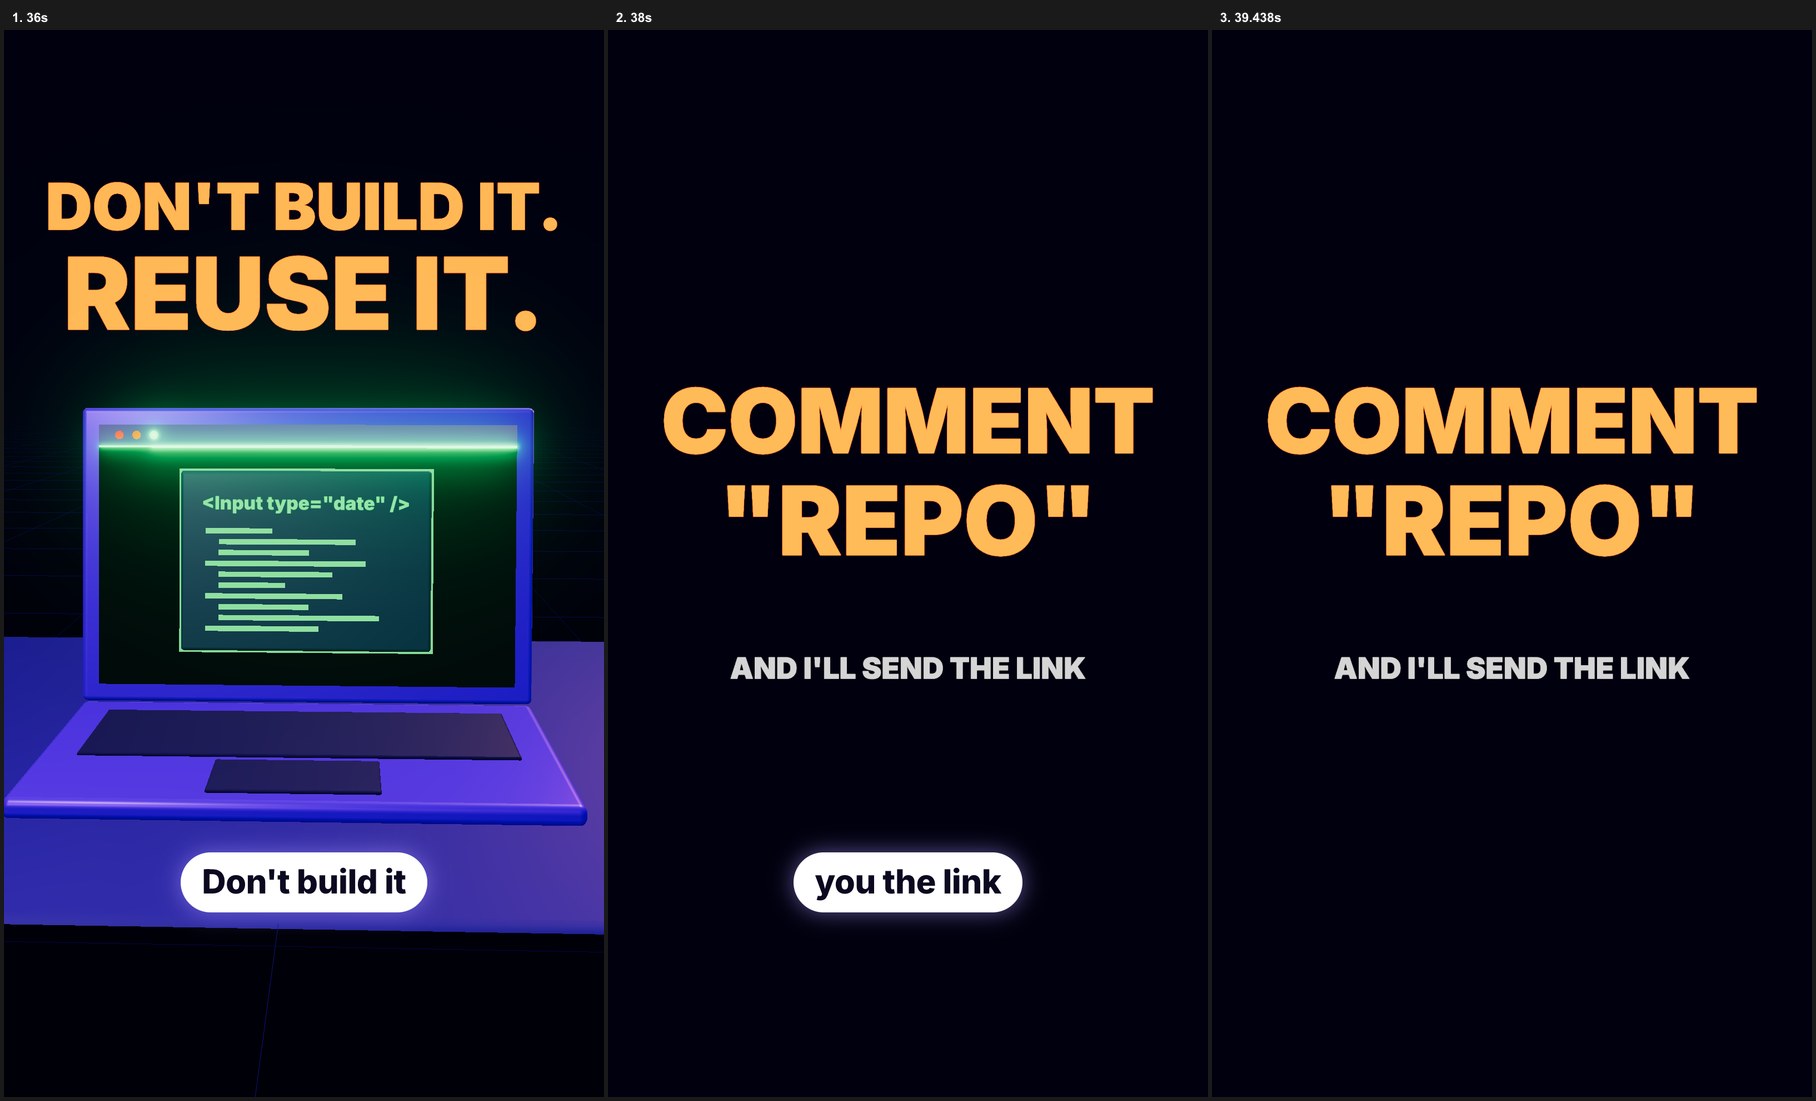 1. 36s
DON'T BUILD IT.
REUSE IT.
<Input type="date" />
Don't build it
2. 38s
COMMENT
"REPO"
AND I'LL SEND THE LINK
you the link
3. 39.438s
COMMENT
"REPO"
AND I'LL SEND THE LINK